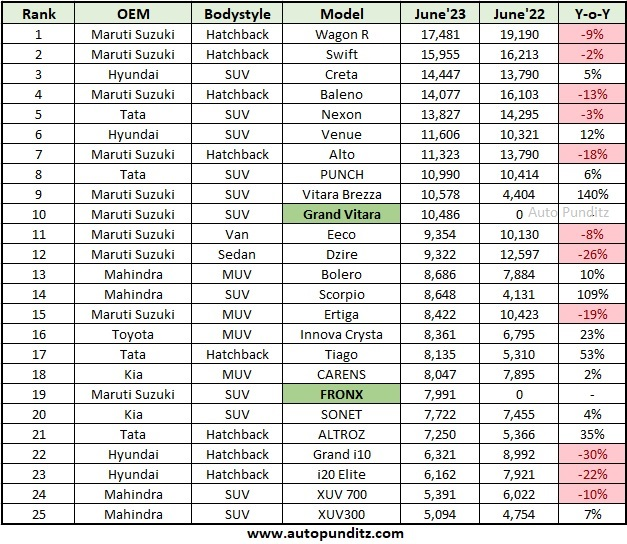 Rank OEM Bodystyle Model June'23 June'22 Y-o-Y
1 Maruti Suzuki Hatchback Wagon R 17,481 19,190 -9%
2 Maruti Suzuki Hatchback Swift 15,955 16,213 -2%
3 Hyundai SUV Creta 14,447 13,790 5%
4 Maruti Suzuki Hatchback Baleno 14,077 16,103 -13%
5 Tata SUV Nexon 13,827 14,295 -3%
6 Hyundai SUV Venue 11,606 10,321 12%
7 Maruti Suzuki Hatchback Alto 11,323 13,790 -18%
8 Tata SUV PUNCH 10,990 10,414 6%
9 Maruti Suzuki SUV Vitara Brezza 10,578 4,404 140%
10 Maruti Suzuki SUV Grand Vitara 10,486 0 -
Auto Punditz
11 Maruti Suzuki Van Eeco 9,354 10,130 -8%
12 Maruti Suzuki Sedan Dzire 9,322 12,597 -26%
13 Mahindra MUV Bolero 8,686 7,884 10%
14 Mahindra SUV Scorpio 8,648 4,131 109%
15 Maruti Suzuki MUV Ertiga 8,422 10,423 -19%
16 Toyota MUV Innova Crysta 8,361 6,795 23%
17 Tata Hatchback Tiago 8,135 5,310 53%
18 Kia MUV CARENS 8,047 7,895 2%
19 Maruti Suzuki SUV FRONX 7,991 0 -
20 Kia SUV SONET 7,722 7,455 4%
21 Tata Hatchback ALTROZ 7,250 5,366 35%
22 Hyundai Hatchback Grand i10 6,321 8,992 -30%
23 Hyundai Hatchback i20 Elite 6,162 7,921 -22%
24 Mahindra SUV XUV 700 5,391 6,022 -10%
25 Mahindra SUV XUV300 5,094 4,754 7%
www.autopunditz.com